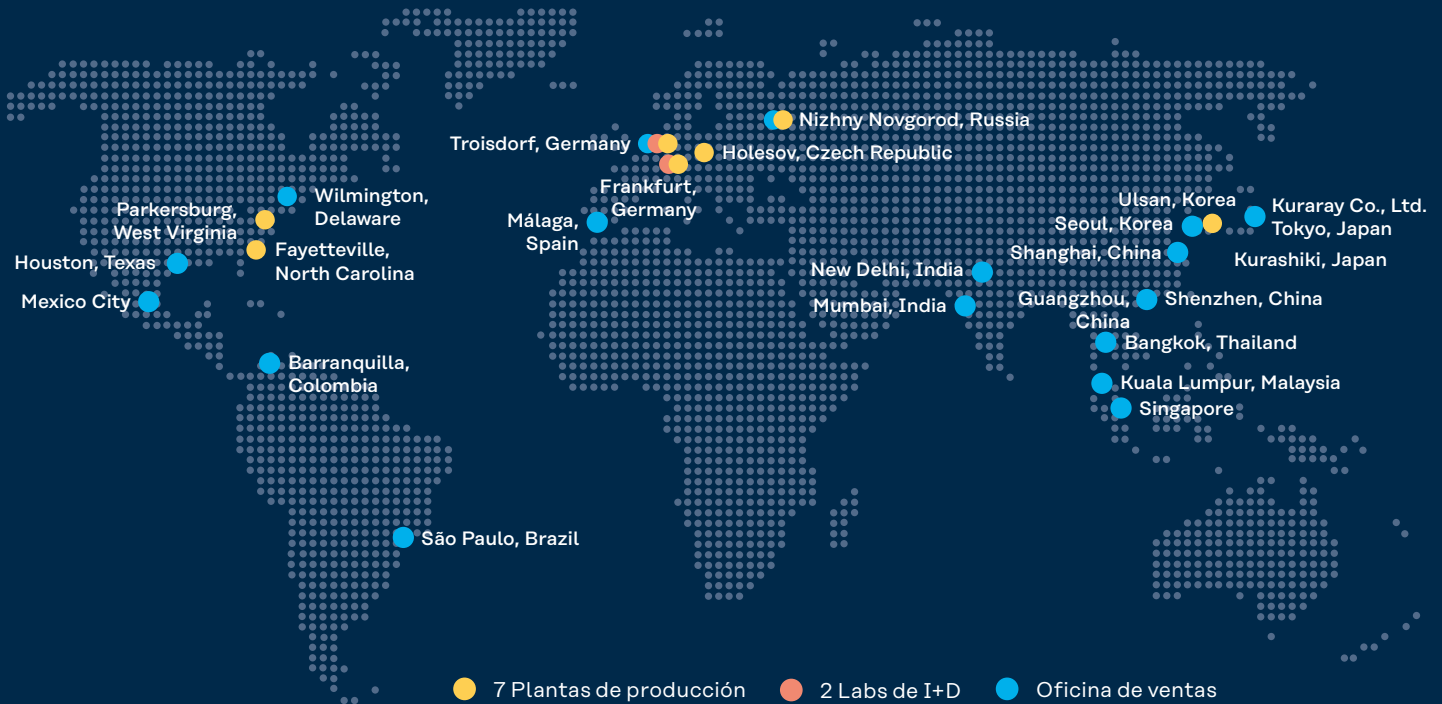 Nizhny Novgorod, Russia
Troisdorf, Germany
Holesov, Czech Republic
Frankfurt,
Germany
Wilmington,
Delaware
Parkersburg,
West Virginia
Fayetteville,
North Carolina
Houston, Texas
Mexico City
Málaga,
Spain
Ulsan, Korea
Seoul, Korea
Kuraray Co., Ltd.
Tokyo, Japan
Kurashiki, Japan
Shanghai, China
New Delhi, India
Mumbai, India
Guangzhou,
China
Shenzhen, China
Bangkok, Thailand
Barranquilla,
Colombia
Kuala Lumpur, Malaysia
Singapore
São Paulo, Brazil
7 Plantas de producción
2 Labs de I+D
Oficina de ventas